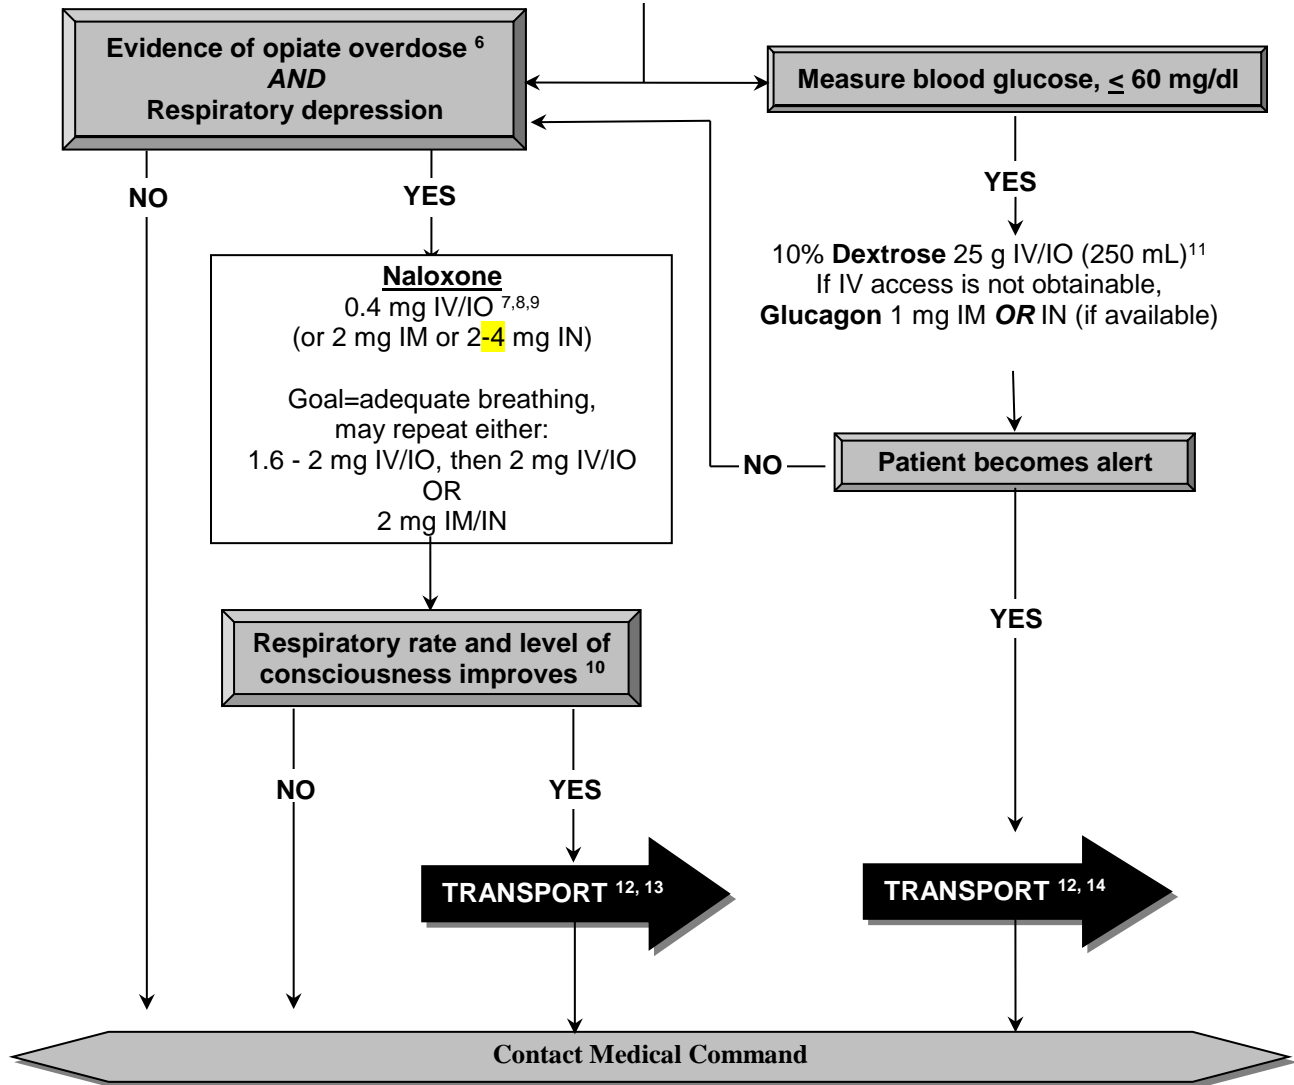 Evidence of opiate overdose 6
AND
Respiratory depression
Measure blood glucose, ≤ 60 mg/dl
NO
YES
YES
Naloxone
0.4 mg IV/IO 7,8,9
(or 2 mg IM or 2-4 mg IN)
Goal=adequate breathing,
may repeat either:
1.6 - 2 mg IV/IO, then 2 mg IV/IO
OR
2 mg IM/IN
10% Dextrose 25 g IV/IO (250 mL)11
If IV access is not obtainable,
Glucagon 1 mg IM OR IN (if available)
NO
Patient becomes alert
Respiratory rate and level of
consciousness improves 10
YES
NO
YES
TRANSPORT 12, 13
TRANSPORT 12, 14
Contact Medical Command